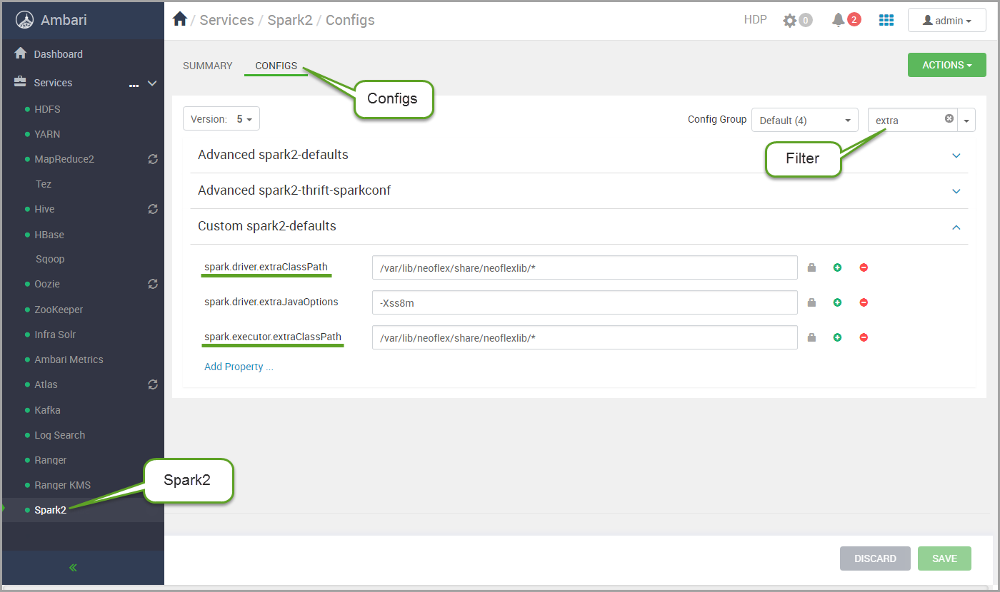 Ambari
/ Services / Spark2 / Configs
HDP
0
2
admin
Dashboard
Services
...
HDFS
YARN
MapReduce2
Tez
Hive
HBase
Sqoop
Oozie
ZooKeeper
Infra Solr
Ambari Metrics
Atlas
Kafka
Log Search
Ranger
Ranger KMS
Spark2
Spark2
SUMMARY
CONFIGS
Configs
ACTIONS
Version: 5
Config Group
Default (4)
extra
Filter
Advanced spark2-defaults
Advanced spark2-thrift-sparkconf
Custom spark2-defaults
spark.driver.extraClassPath
/var/lib/neoflex/share/neoflexlib/*
spark.driver.extraJavaOptions
-Xss8m
spark.executor.extraClassPath
/var/lib/neoflex/share/neoflexlib/*
Add Property ...
DISCARD
SAVE